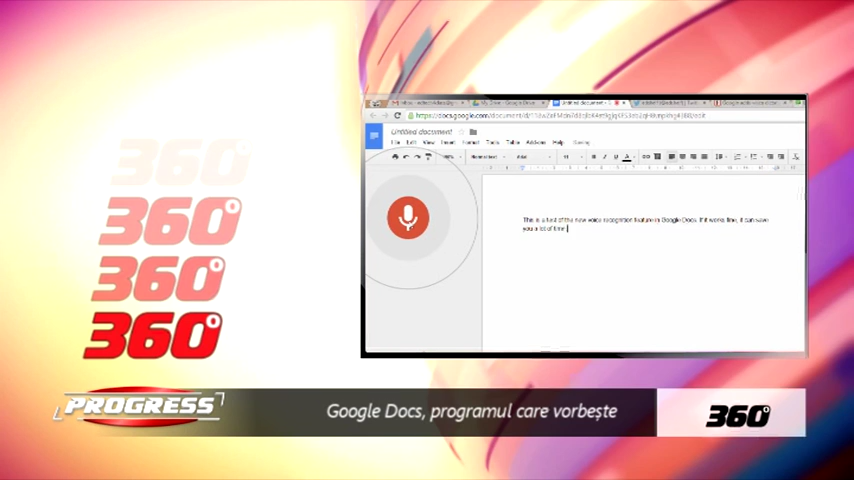 360°
360°
360°
360°
Untitled document
File Edit View Insert Format Tools Table Add-ons Help
This is a test of the new voice recognition feature in Google Docs. If it works fine, it can save
you a lot of time
PROGRESS
Google Docs, programul care vorbește
360°